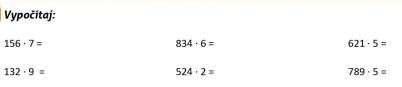 Vypočítaj:
156 · 7 = 834 · 6 = 621 · 5 =
132 · 9 = 524 · 2 = 789 · 5 =